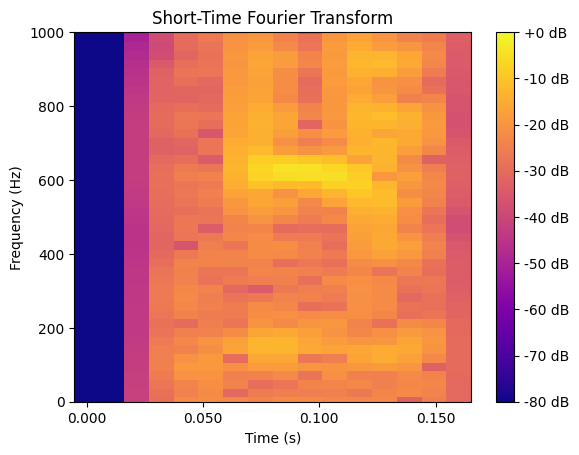 Short-Time Fourier Transform
1000
800
600
400
200
0
Frequency (Hz)
0.000
0.050
0.100
0.150
Time (s)
+0 dB
-10 dB
-20 dB
-30 dB
-40 dB
-50 dB
-60 dB
-70 dB
-80 dB